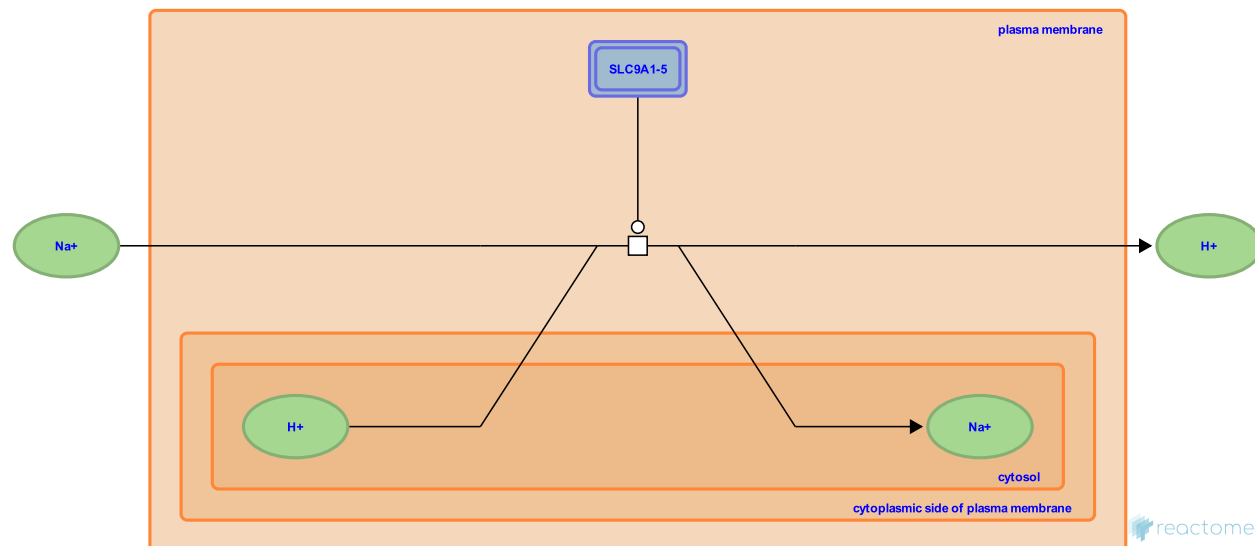 plasma membrane
SLC9A1-5
Na+
H+
H+
Na+
cytosol
cytoplasmic side of plasma membrane
reactome